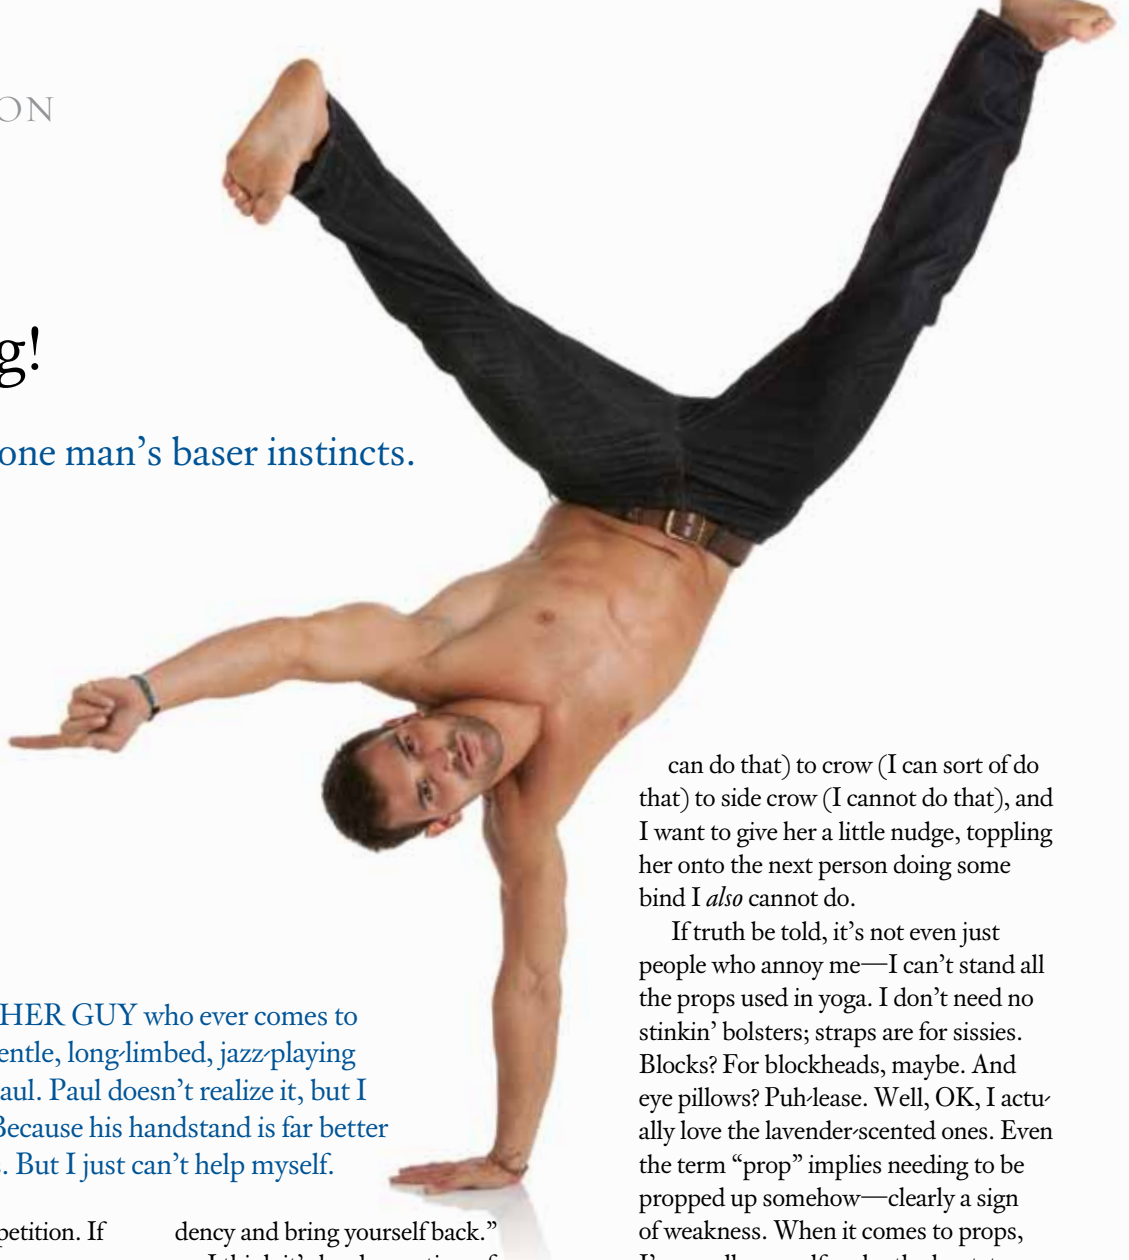 ON
g!
one man’s baser instincts.
HER GUY who ever comes to
entle, long-limbed, jazz-playing
aul. Paul doesn’t realize it, but I
Because his handstand is far better
. But I just can’t help myself.
petition. If
dency and bring yourself back.”
can do that) to crow (I can sort of do
that) to side crow (I cannot do that), and
I want to give her a little nudge, toppling
her onto the next person doing some
bind I also cannot do.
If truth be told, it’s not even just
people who annoy me—I can’t stand all
the props used in yoga. I don’t need no
stinkin’ bolsters; straps are for sissies.
Blocks? For blockheads, maybe. And
eye pillows? Puh-lease. Well, OK, I actu-
ally love the lavender-scented ones. Even
the term “prop” implies needing to be
propped up somehow—clearly a sign
of weakness. When it comes to props,